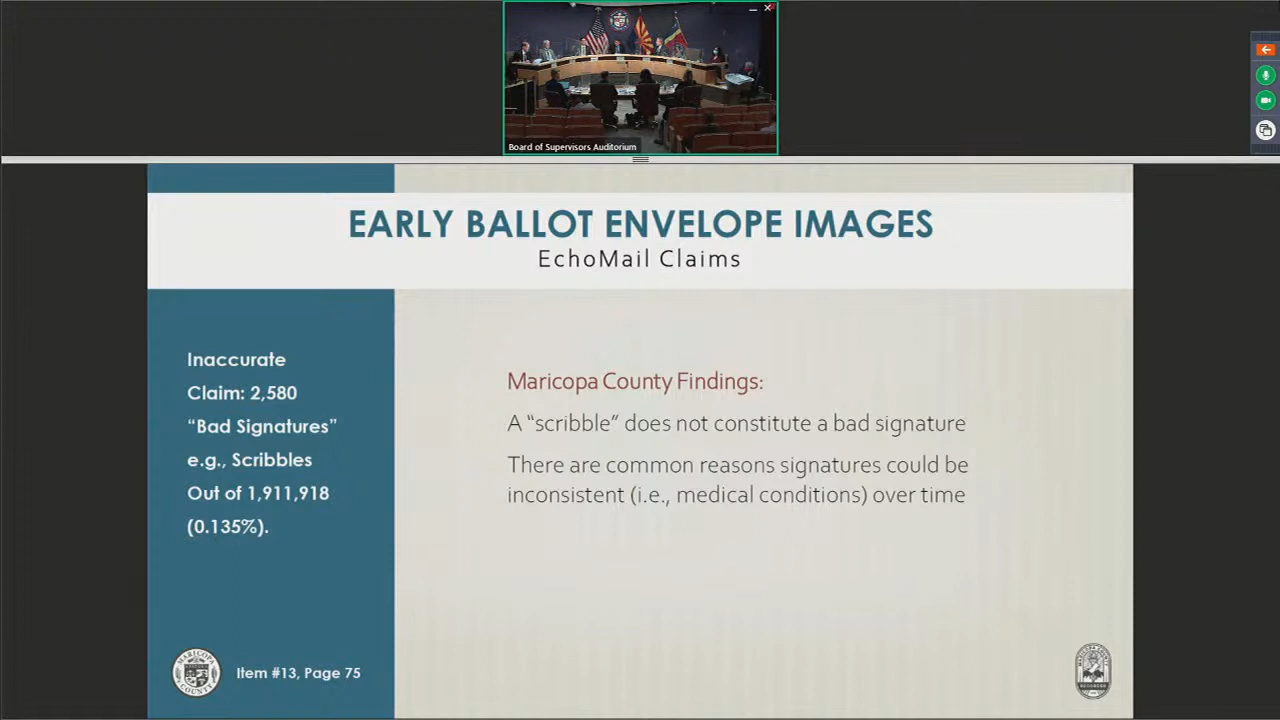 Board of Supervisors Auditorium
EARLY BALLOT ENVELOPE IMAGES
EchoMail Claims
Inaccurate
Claim: 2,580
“Bad Signatures”
e.g., Scribbles
Out of 1,911,918
(0.135%).
Maricopa County Findings:
A “scribble” does not constitute a bad signature
There are common reasons signatures could be
inconsistent (i.e., medical conditions) over time
MARICOPA
COUNTY
Item #13, Page 75